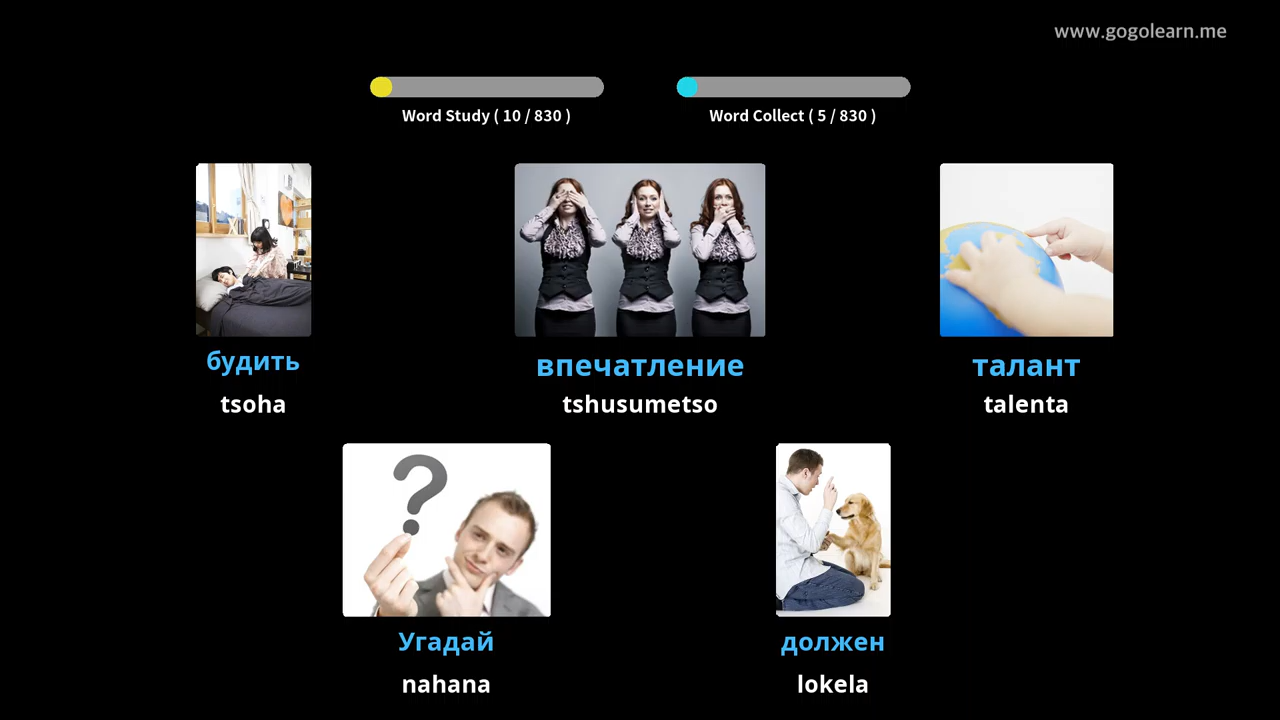 www.gogolearn.me
Word Study ( 10 / 830 )
Word Collect ( 5 / 830 )
будить
впечатление
талант
tsoha
tshusumetso
talenta
?
Угадай
должен
nahana
lokela